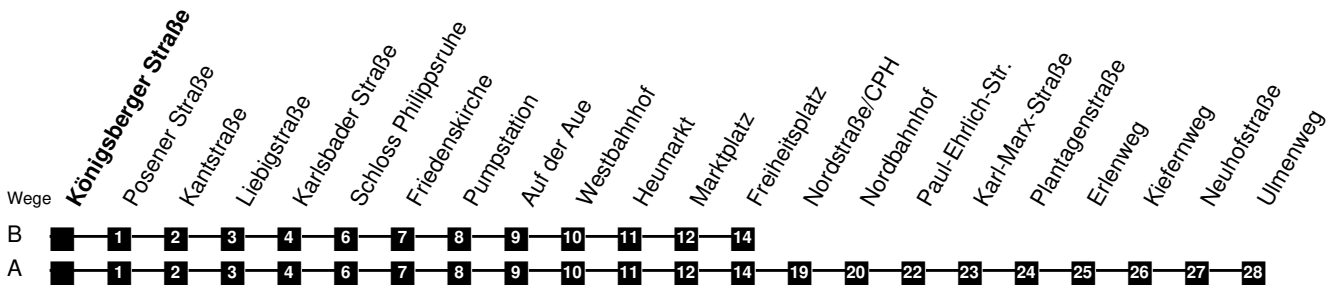 Königsberger Straße
Posener Straße
Kantstraße
Liebigstraße
Karlsbader Straße
Schloss Philippsruhe
Friedenskirche
Pumpstation
Auf der Aue
Westbahnhof
Heumarkt
Marktplatz
Freiheitsplatz
Nordstraße/CPH
Nordbahnhof
Paul-Ehrlich-Str.
Karl-Marx-Straße
Plantagenstraße
Erlenweg
Kiefernweg
Neuhofstraße
Ulmenweg
Wege
B 1 2 3 4 6 7 8 9 10 11 12 14
A 1 2 3 4 6 7 8 9 10 11 12 14 19 20 22 23 24 25 26 27 28